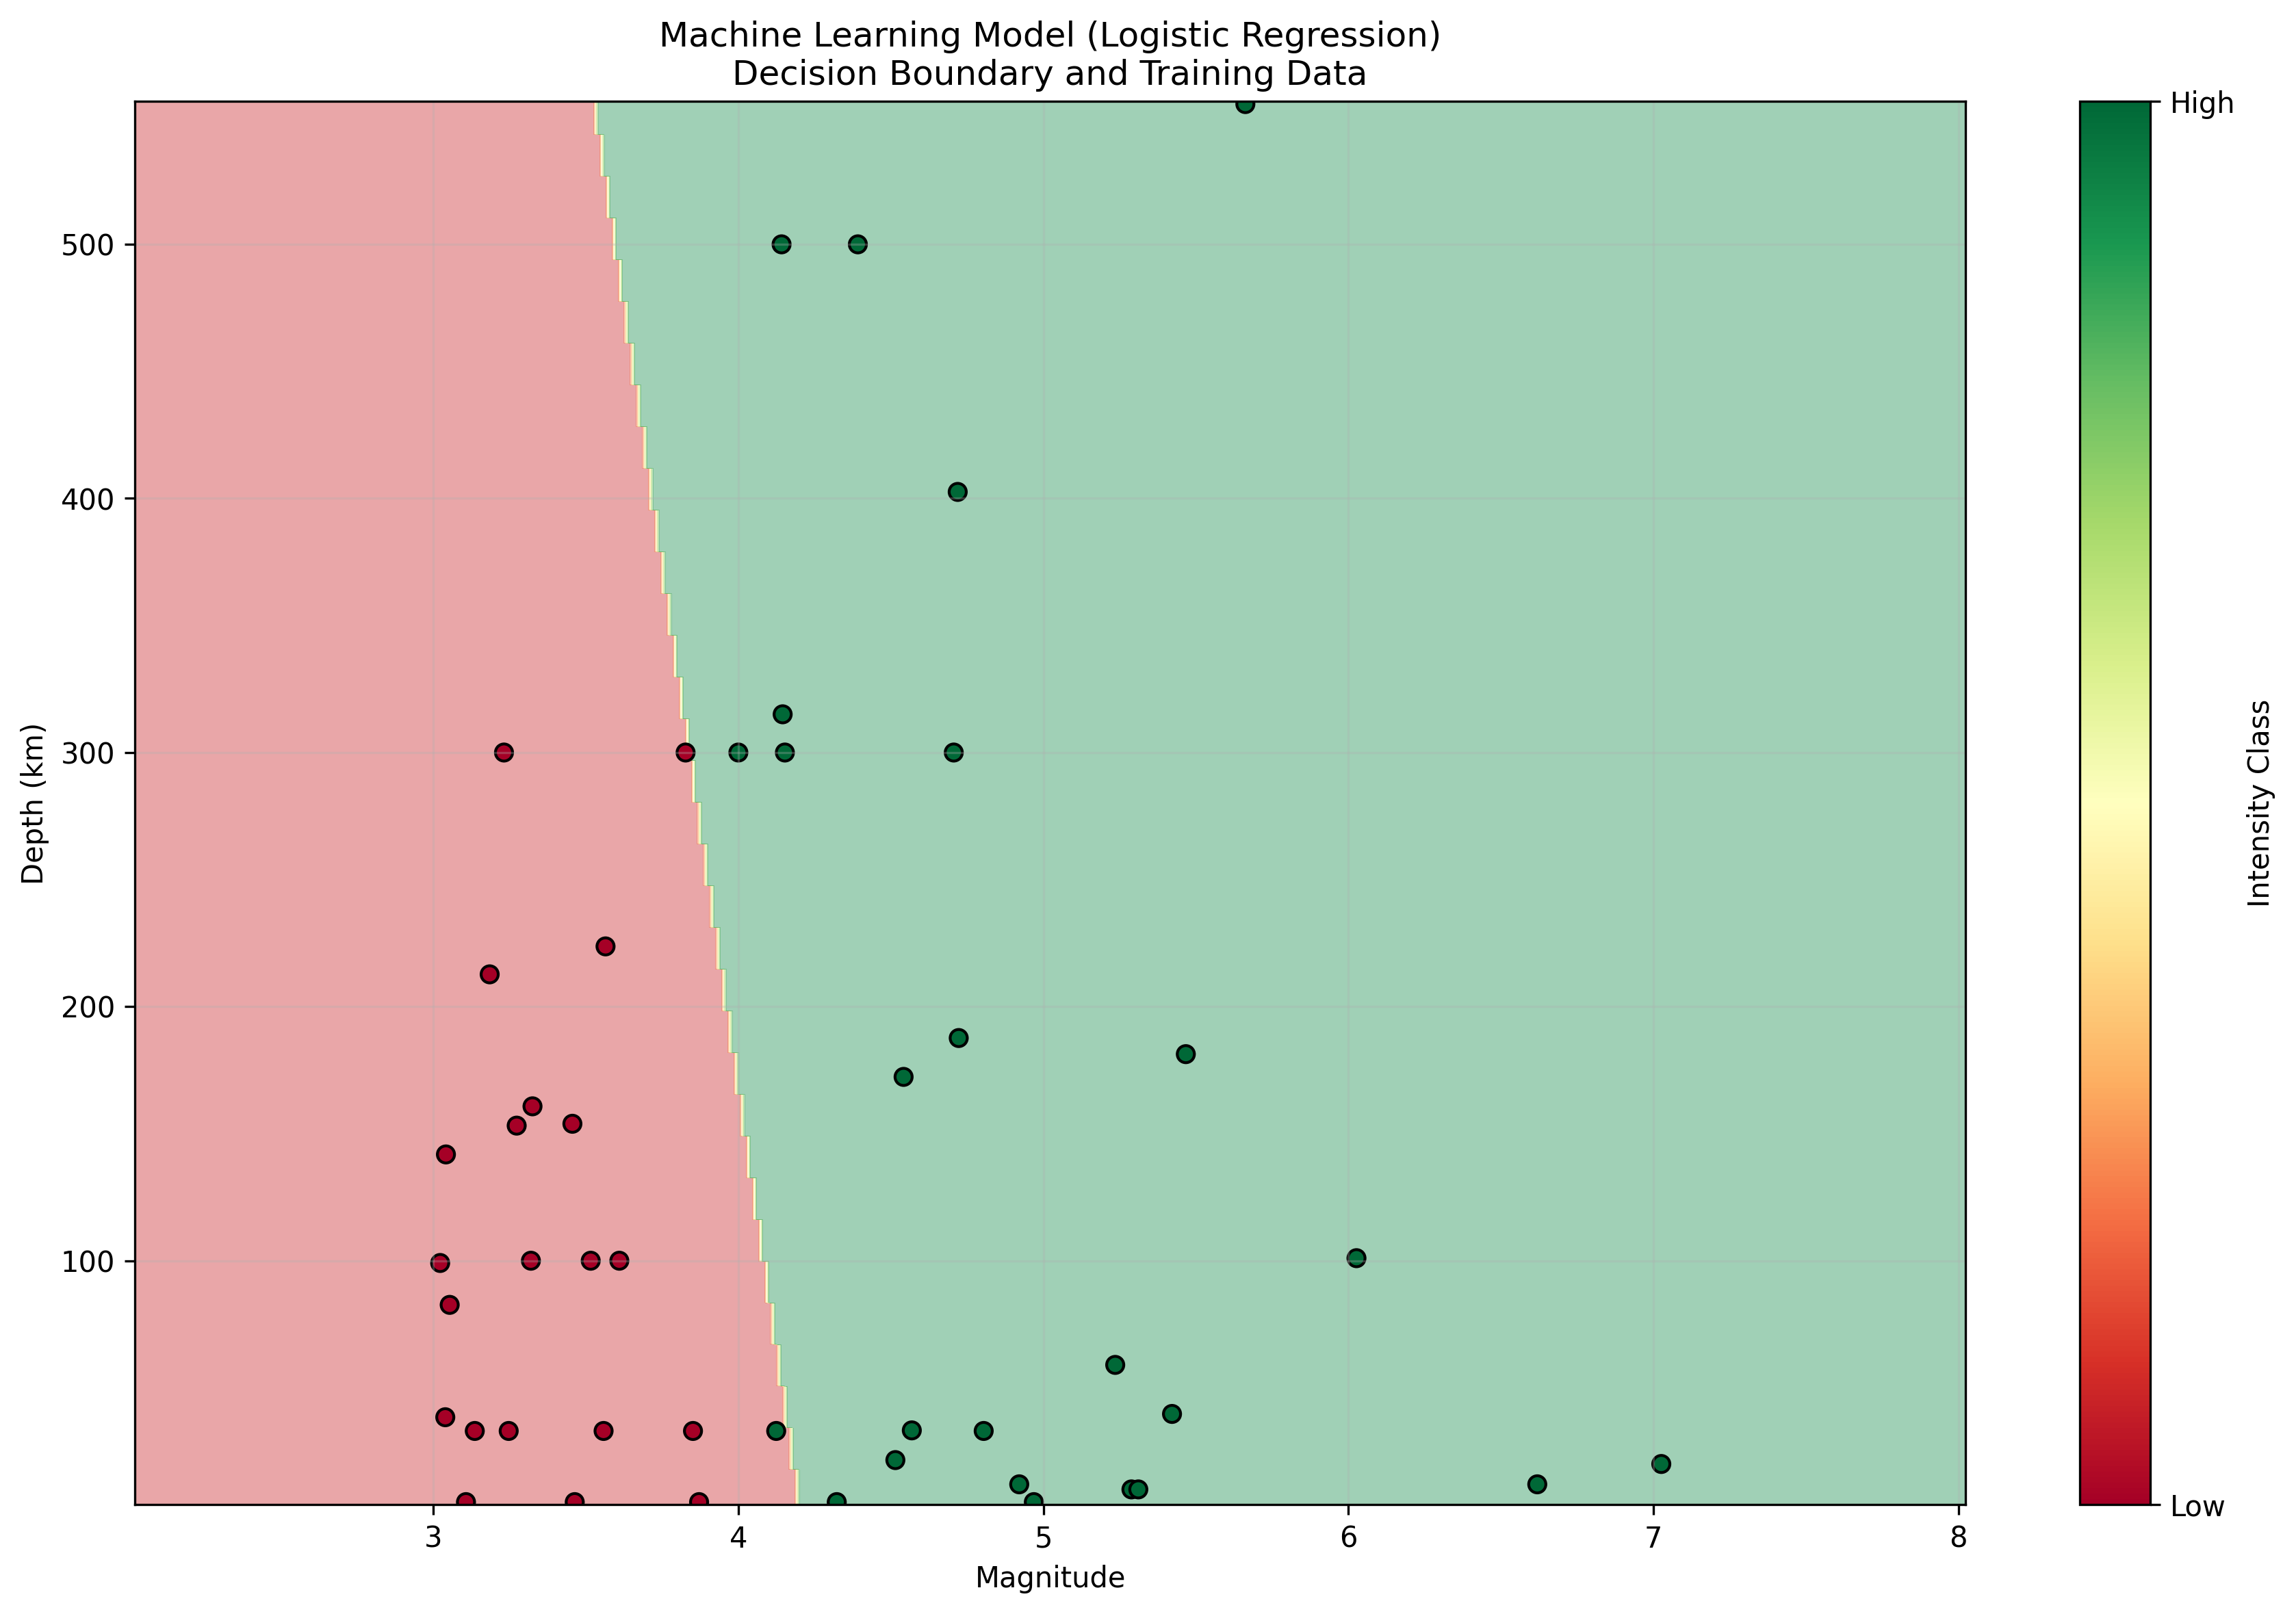 Machine Learning Model (Logistic Regression)
Decision Boundary and Training Data
High
500
400
300
200
100
Depth (km)
Intensity Class
Low
3
4
5
6
7
8
Magnitude